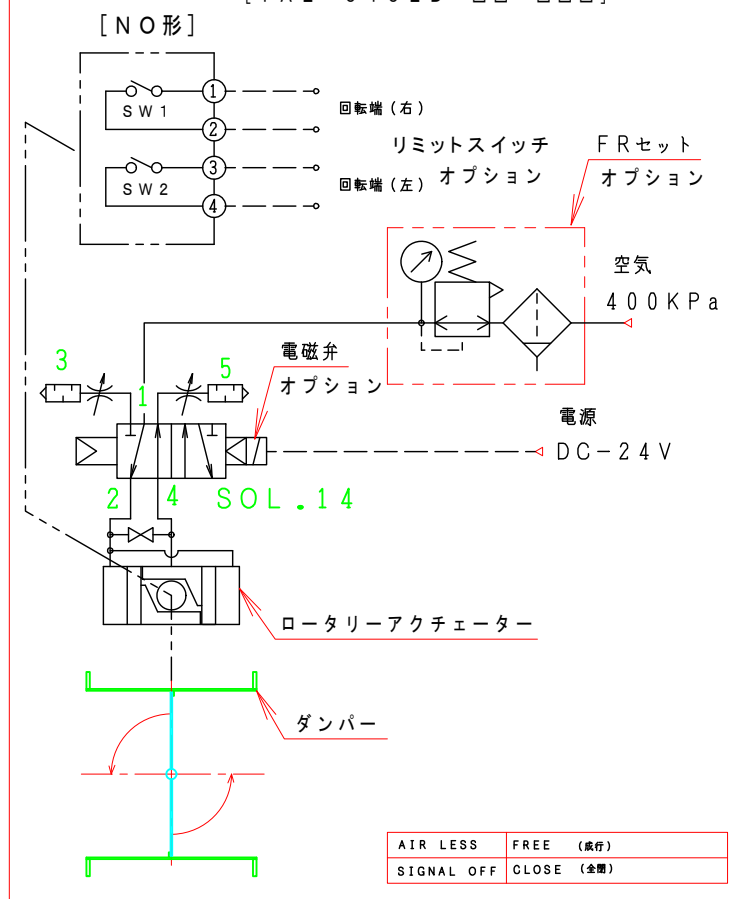 [NO形]
SW1
1
回転端(右)
2
SW2
3
回転端(左)
4
リミットスイッチ
オプション
FRセット
オプション
空気
400KPa
電磁弁
オプション
3
1
5
電源
DC-24V
2
4
SOL.14
ロータリーアクチェーター
ダンパー
AIR LESS FREE (成行)
SIGNAL OFF CLOSE (全閉)